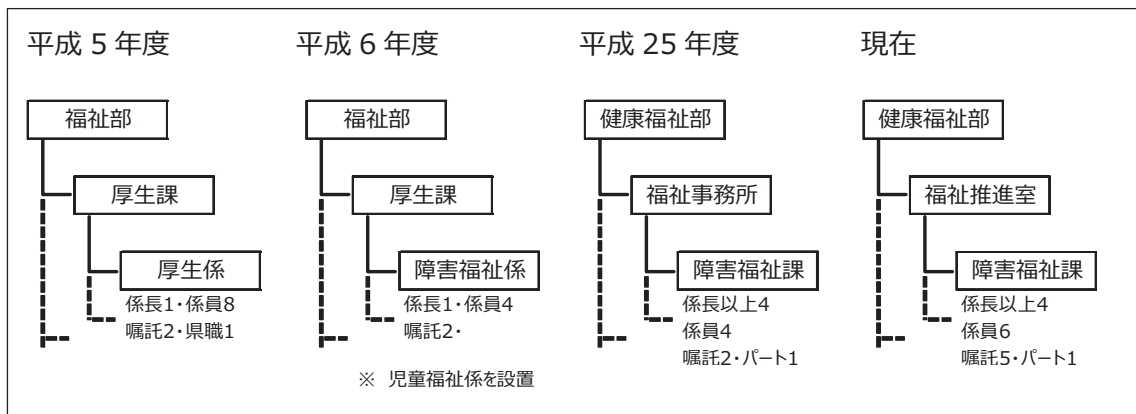 平成 5 年度
福祉部
厚生課
厚生係
係長1・係員8
嘱託2・県職1
平成 6 年度
福祉部
厚生課
障害福祉係
係長1・係員4
嘱託2・
※ 児童福祉係を設置
平成 25 年度
健康福祉部
福祉事務所
障害福祉課
係長以上4
係員4
嘱託2・パート1
現在
健康福祉部
福祉推進室
障害福祉課
係長以上4
係員6
嘱託5・パート1